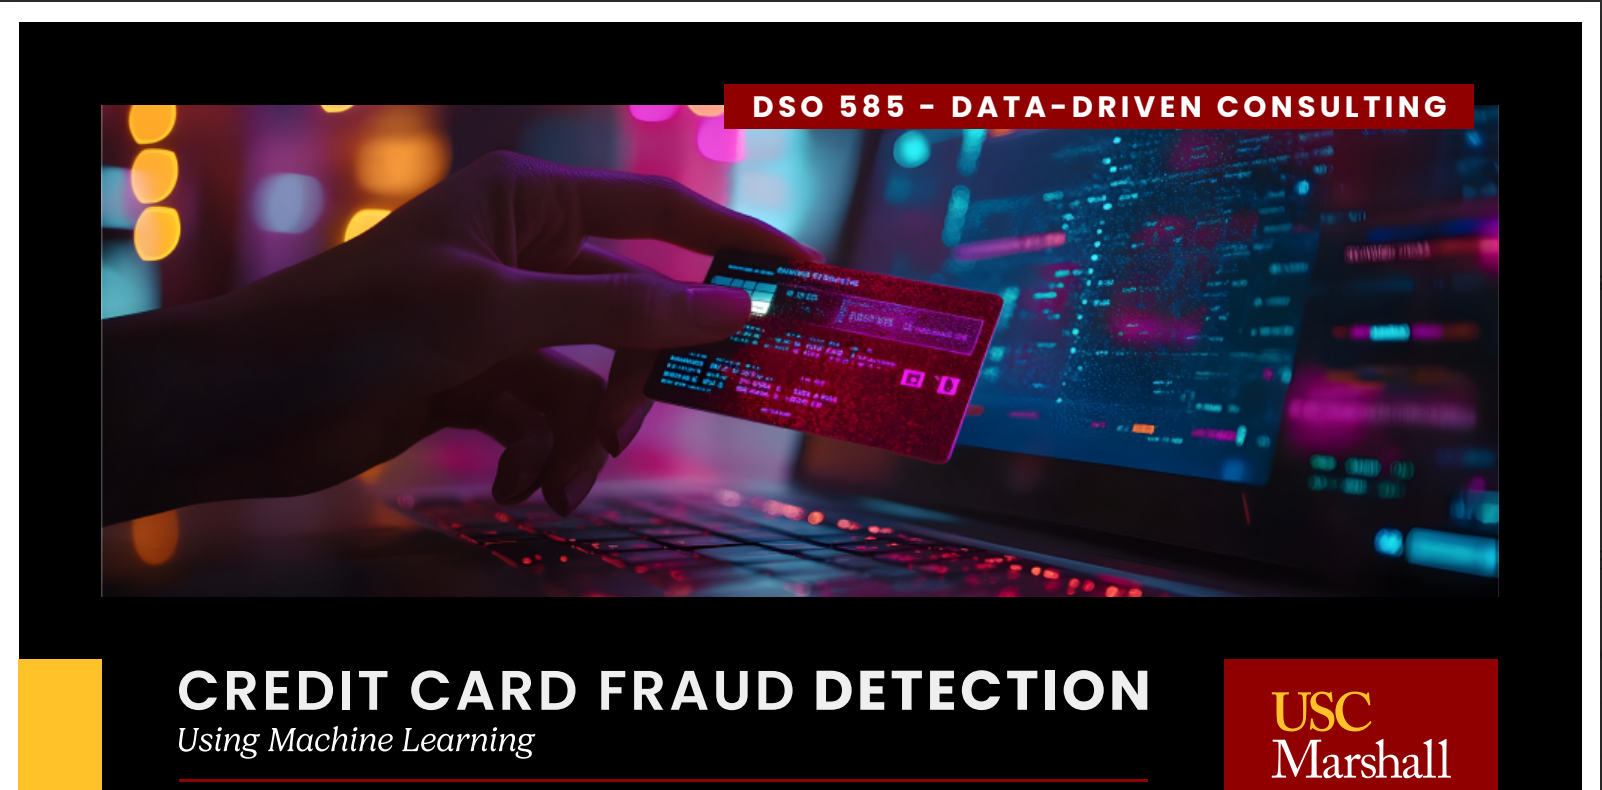 DSO 585 - DATA-DRIVEN CONSULTING
CREDIT CARD FRAUD DETECTION
Using Machine Learning
USC
Marshall